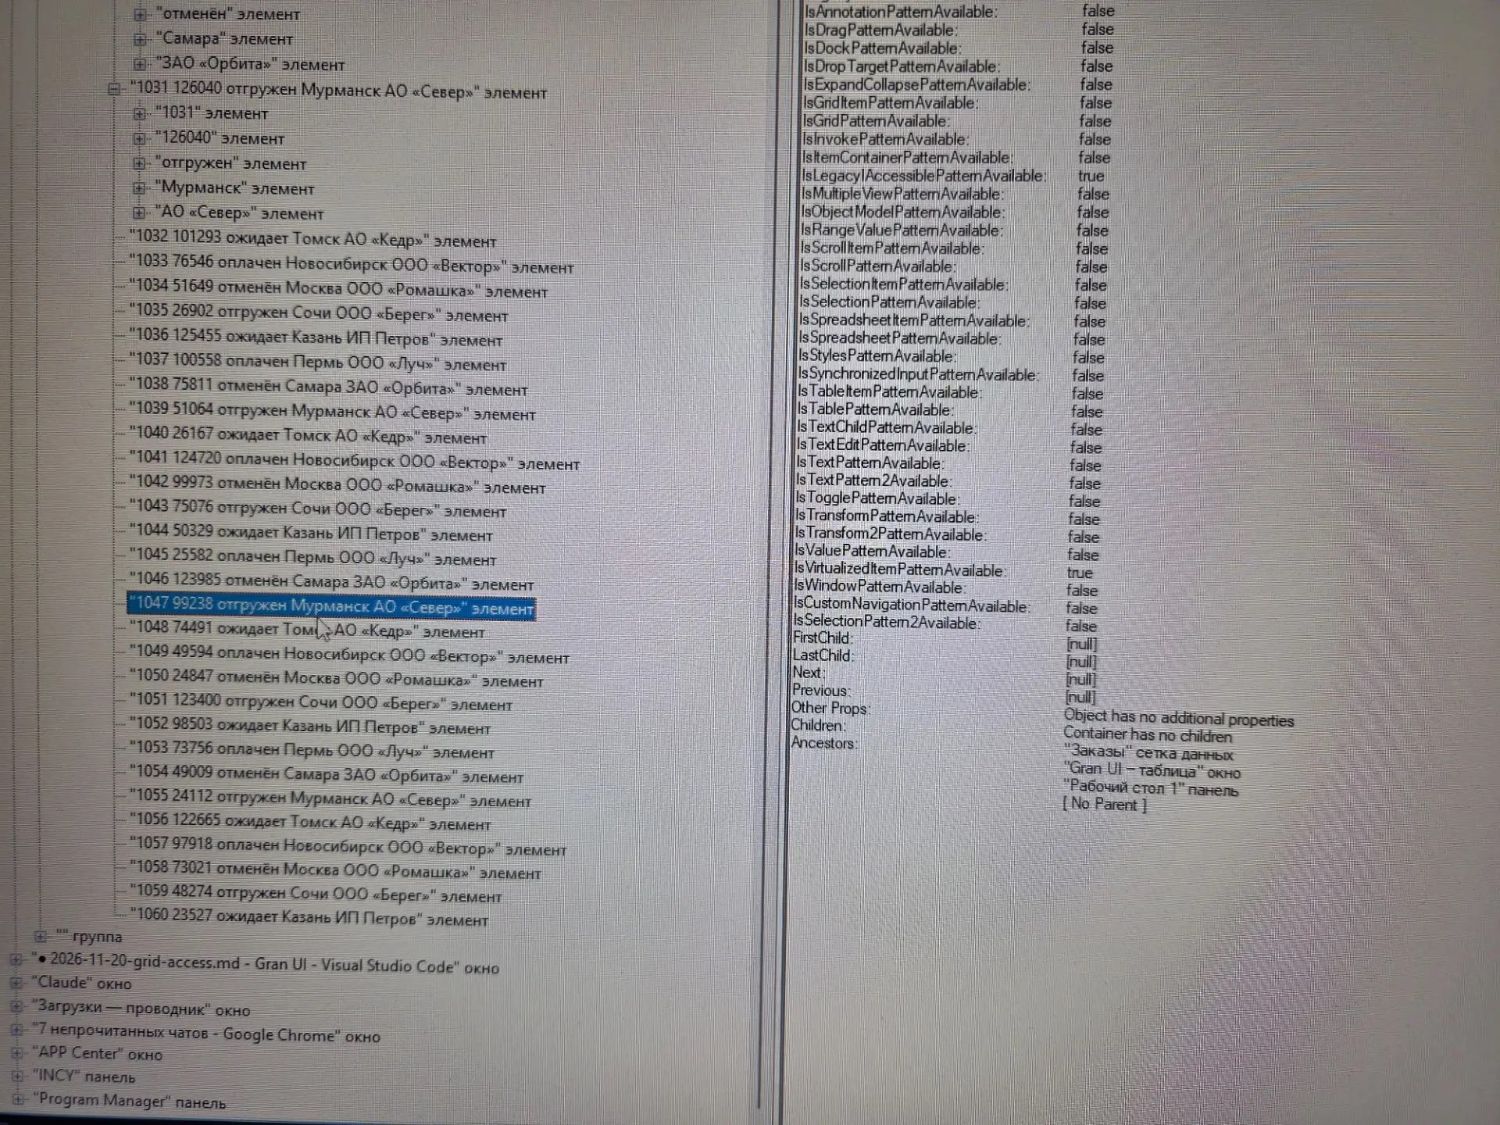 "отменён" элемент
"Самара" элемент
"ЗАО «Орбита»" элемент
"1031 126040 отгружен Мурманск АО «Север»" элемент
"1031" элемент
"126040" элемент
"отгружен" элемент
"Мурманск" элемент
"АО «Север»" элемент
"1032 101293 ожидает Томск АО «Кедр»" элемент
"1033 76546 оплачен Новосибирск ООО «Вектор»" элемент
"1034 51649 отменён Москва ООО «Ромашка»" элемент
"1035 26902 отгружен Сочи ООО «Берег»" элемент
"1036 125455 ожидает Казань ИП Петров" элемент
"1037 100558 оплачен Пермь ООО «Луч»" элемент
"1038 75811 отменён Самара ЗАО «Орбита»" элемент
"1039 51064 отгружен Мурманск АО «Север»" элемент
"1040 26167 ожидает Томск АО «Кедр»" элемент
"1041 124720 оплачен Новосибирск ООО «Вектор»" элемент
"1042 99973 отменён Москва ООО «Ромашка»" элемент
"1043 75076 отгружен Сочи ООО «Берег»" элемент
"1044 50329 ожидает Казань ИП Петров" элемент
"1045 25582 оплачен Пермь ООО «Луч»" элемент
"1046 123985 отменён Самара ЗАО «Орбита»" элемент
"1047 99238 отгружен Мурманск АО «Север»" элемент
"1048 74491 ожидает Томск АО «Кедр»" элемент
"1049 49594 оплачен Новосибирск ООО «Вектор»" элемент
"1050 24847 отменён Москва ООО «Ромашка»" элемент
"1051 123400 отгружен Сочи ООО «Берег»" элемент
"1052 98503 ожидает Казань ИП Петров" элемент
"1053 73756 оплачен Пермь ООО «Луч»" элемент
"1054 49009 отменён Самара ЗАО «Орбита»" элемент
"1055 24112 отгружен Мурманск АО «Север»" элемент
"1056 122665 ожидает Томск АО «Кедр»" элемент
"1057 97918 оплачен Новосибирск ООО «Вектор»" элемент
"1058 73021 отменён Москва ООО «Ромашка»" элемент
"1059 48274 отгружен Сочи ООО «Берег»" элемент
"1060 23527 ожидает Казань ИП Петров" элемент
"" группа
"● 2026-11-20-grid-access.md - Gran UI - Visual Studio Code" окно
"Claude" окно
"Загрузки — проводник" окно
"7 непрочитанных чатов - Google Chrome" окно
"APP Center" окно
"INCY" панель
"Program Manager" панель
IsAnnotationPatternAvailable: false
IsDragPatternAvailable: false
IsDockPatternAvailable: false
IsDropTargetPatternAvailable: false
IsExpandCollapsePatternAvailable: false
IsGridItemPatternAvailable: false
IsGridPatternAvailable: false
IsInvokePatternAvailable: false
IsItemContainerPatternAvailable: false
IsLegacyIAccessiblePatternAvailable: true
IsMultipleViewPatternAvailable: false
IsObjectModelPatternAvailable: false
IsRangeValuePatternAvailable: false
IsScrollItemPatternAvailable: false
IsScrollPatternAvailable: false
IsSelectionItemPatternAvailable: false
IsSelectionPatternAvailable: false
IsSpreadsheetItemPatternAvailable: false
IsSpreadsheetPatternAvailable: false
IsStylesPatternAvailable: false
IsSynchronizedInputPatternAvailable: false
IsTableItemPatternAvailable: false
IsTablePatternAvailable: false
IsTextChildPatternAvailable: false
IsTextEditPatternAvailable: false
IsTextPatternAvailable: false
IsTextPattern2Available: false
IsTogglePatternAvailable: false
IsTransformPatternAvailable: false
IsTransform2PatternAvailable: false
IsValuePatternAvailable: false
IsVirtualizedItemPatternAvailable: true
IsWindowPatternAvailable: false
IsCustomNavigationPatternAvailable: false
IsSelectionPattern2Available: false
FirstChild: [null]
LastChild: [null]
Next: [null]
Previous: [null]
Other Props: Object has no additional properties
Children: Container has no children
Ancestors: "Заказы" сетка данных
"Gran UI – таблица" окно
"Рабочий стол 1" панель
[ No Parent ]